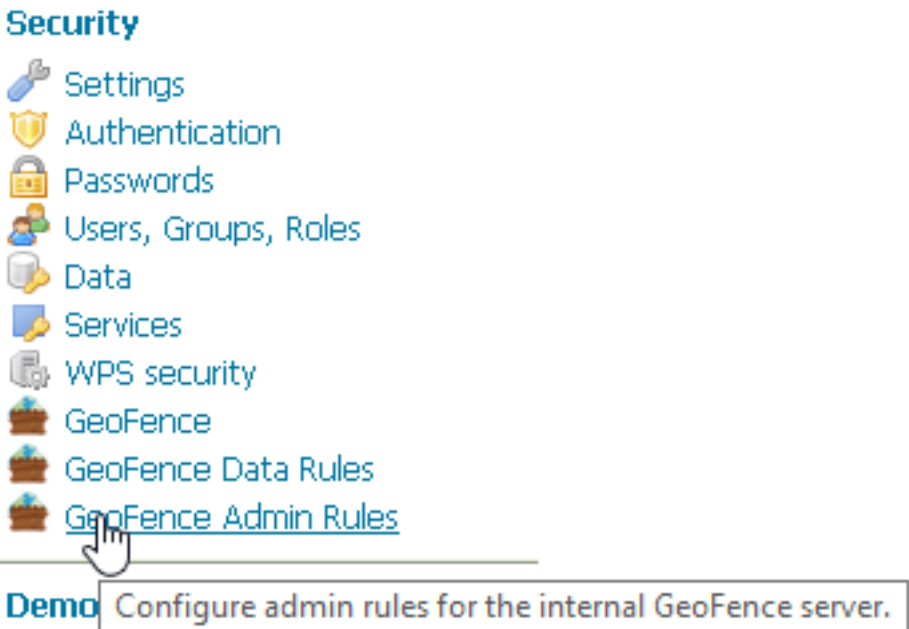 Security
Settings
Authentication
Passwords
Users, Groups, Roles
Data
Services
WPS security
GeoFence
GeoFence Data Rules
GeoFence Admin Rules
Demo
Configure admin rules for the internal GeoFence server.